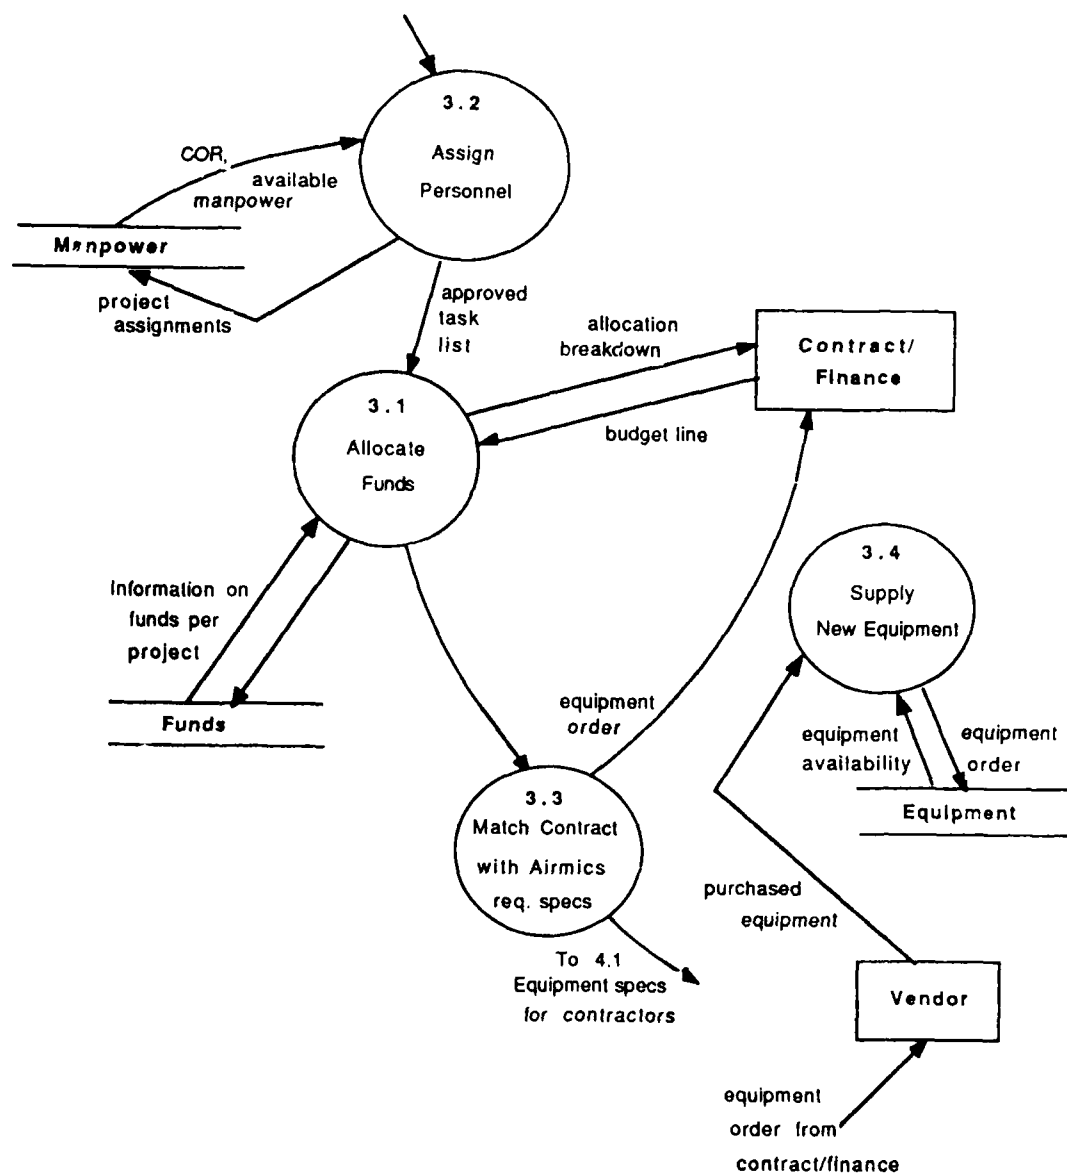 3.2
Assign
Personnel
COR,
available
manpower
Manpower
project
assignments
approved
task
list
allocation
breakdown
Contract/
Finance
budget line
3.1
Allocate
Funds
Information on
funds per
project
Funds
3.4
Supply
New Equipment
equipment
order
equipment
availability
equipment
order
Equipment
3.3
Match Contract
with Airmics
req. specs
purchased
equipment
To 4.1
Equipment specs
for contractors
Vendor
equipment
order from
contract/finance